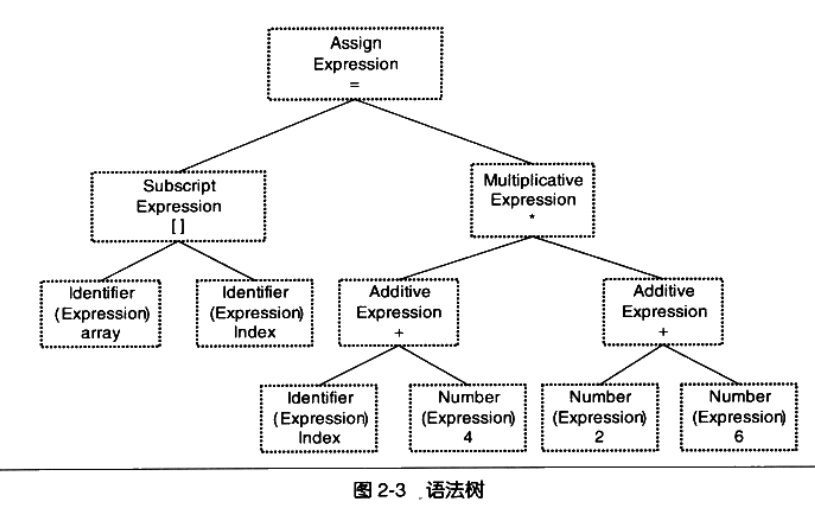 Assign
Expression
=
Subscript
Expression
[ ]
Multiplicative
Expression
*
Identifier
(Expression)
array
Identifier
(Expression)
Index
Additive
Expression
+
Additive
Expression
+
Identifier
(Expression)
Index
Number
(Expression)
4
Number
(Expression)
2
Number
(Expression)
6
图 2-3 语法树